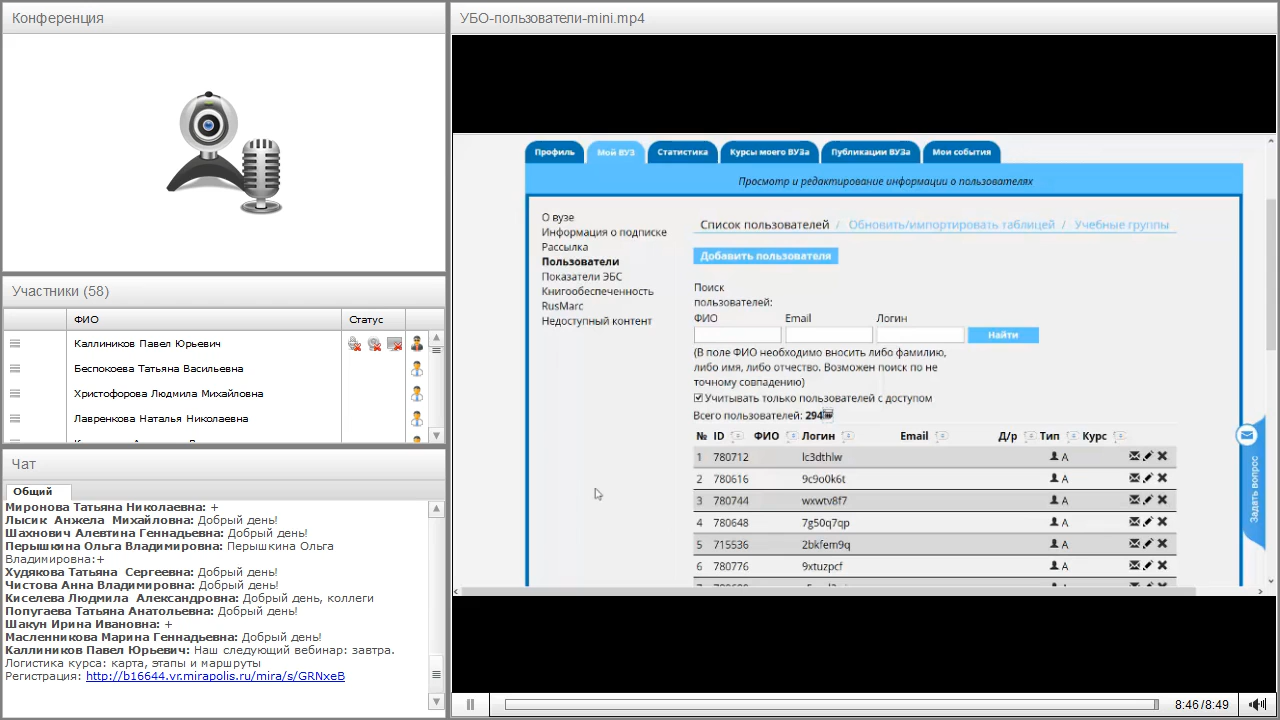 Конференция
УБО-пользователи-mini.mp4
Участники (58)
ФИО Статус
Каллиников Павел Юрьевич
Беспокоева Татьяна Васильевна
Христофорова Людмила Михайловна
Лавренкова Наталья Николаевна
Чат
Общий
Миронова Татьяна Николаевна: +
Лысик Анжела Михайловна: Добрый день!
Шахнович Алевтина Геннадьевна: Добрый день!
Перышкина Ольга Владимировна: Перышкина Ольга
Владимировна:+
Худякова Татьяна Сергеевна: Добрый день!
Чистова Анна Владимировна: Добрый день!
Киселева Людмила Александровна: Добрый день, коллеги
Попугаева Татьяна Анатольевна: Добрый день!
Шакун Ирина Ивановна: +
Масленникова Марина Геннадьевна: Добрый день!
Каллиников Павел Юрьевич: Наш следующий вебинар: завтра.
Логистика курса: карта, этапы и маршруты
Регистрация: http://b16644.vr.mirapolis.ru/mira/s/GRNxeB
Профиль Мой ВУЗ Статистика Курсы моего ВУЗа Публикации ВУЗа Мои события
Просмотр и редактирование информации о пользователях
О вузе
Информация о подписке
Рассылка
Пользователи
Показатели ЭБС
Книгообеспеченность
RusMarc
Недоступный контент
Список пользователей / Обновить/импортировать таблицей / Учебные группы
Добавить пользователя
Поиск
пользователей:
ФИО Email Логин
Найти
(В поле ФИО необходимо вносить либо фамилию,
либо имя, либо отчество. Возможен поиск по не
точному совпадению)
Учитывать только пользователей с доступом
Всего пользователей: 294
№ ID ФИО Логин Email Д/р Тип Курс
1 780712 lc3dthlw А
2 780616 9c9o0k6t А
3 780744 wxwtv8f7 А
4 780648 7g50q7qp А
5 715536 2bkfem9q А
6 780776 9xtuzpcf А
Задать вопрос
8:46/8:49